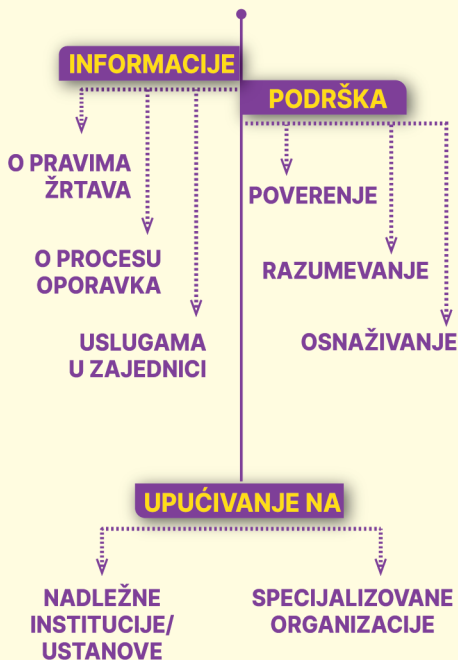 INFORMACIJE
O PRAVIMA
ŽRTAVA
O PROCESU
OPORAVKA
USLUGAMA
U ZAJEDNICI
PODRŠKA
POVERENJE
RAZUMEVANJE
OSNAŽIVANJE
UPUĆIVANJE NA
NADLEŽNE
INSTITUCIJE/
USTANOVE
SPECIJALIZOVANE
ORGANIZACIJE